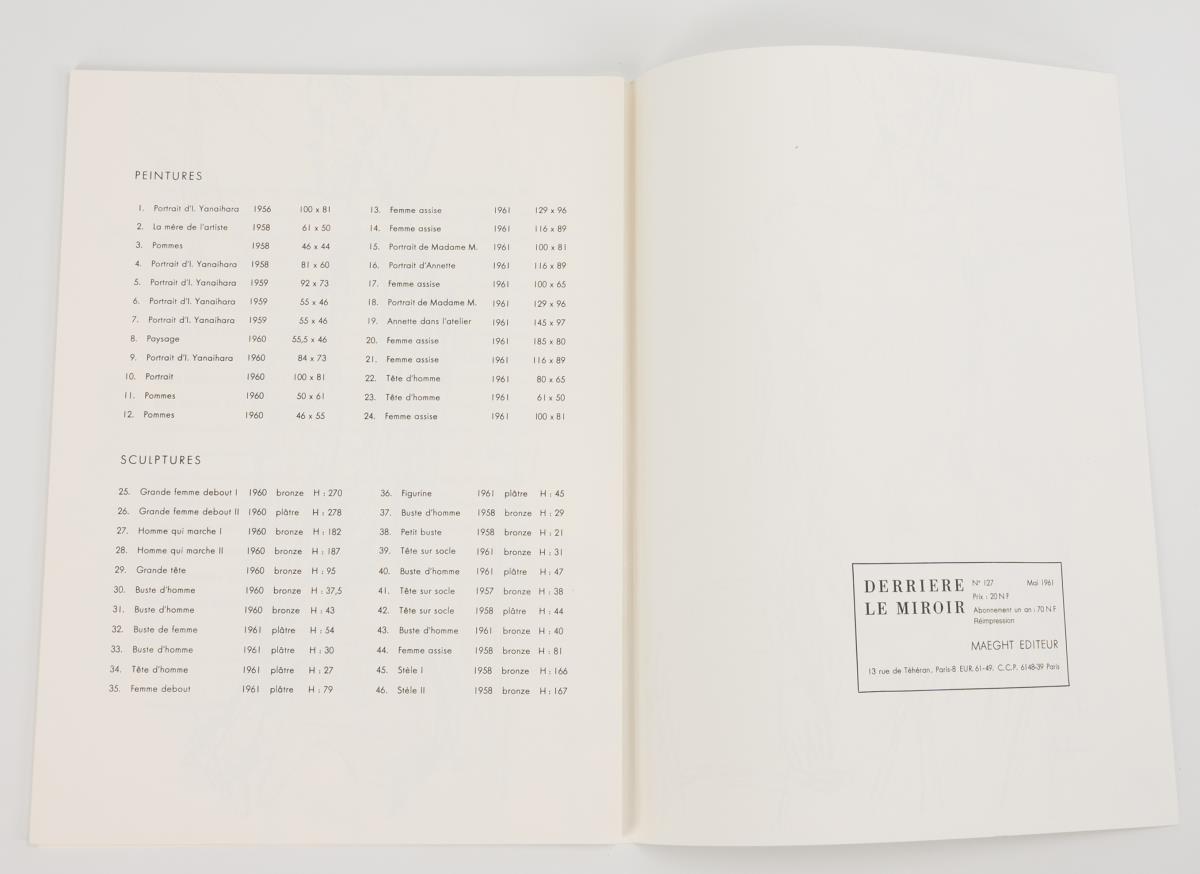 PEINTURES
1. Portrait d'I. Yanaihara 1956 100 x 81
2. La mére de l'artiste 1958 61 x 50
3. Pommes 1958 46 x 44
4. Portrait d'I. Yanaihara 1958 81 x 60
5. Portrait d'I. Yanaihara 1959 92 x 73
6. Portrait d'I. Yanaihara 1959 55 x 46
7. Portrait d'I. Yanaihara 1959 55 x 46
8. Paysage 1960 55,5 x 46
9. Portrait d'I. Yanaihara 1960 84 x 73
10. Portrait 1960 100 x 81
11. Pommes 1960 50 x 61
12. Pommes 1960 46 x 55
13. Femme assise 1961 129 x 96
14. Femme assise 1961 116 x 89
15. Portrait de Madame M. 1961 100 x 81
16. Portrait d'Annette 1961 116 x 89
17. Femme assise 1961 100 x 65
18. Portrait de Madame M. 1961 129 x 96
19. Annette dans l'atelier 1961 145 x 97
20. Femme assise 1961 185 x 80
21. Femme assise 1961 116 x 89
22. Tête d'homme 1961 80 x 65
23. Tête d'homme 1961 61 x 50
24. Femme assise 1961 100 x 81
SCULPTURES
25. Grande femme debout I 1960 bronze H : 270
26. Grande femme debout II 1960 plâtre H : 278
27. Homme qui marche I 1960 bronze H : 182
28. Homme qui marche II 1960 bronze H : 187
29. Grande tête 1960 bronze H : 95
30. Buste d'homme 1960 bronze H : 37,5
31. Buste d'homme 1960 bronze H : 43
32. Buste de femme 1961 plâtre H : 54
33. Buste d'homme 1961 plâtre H : 30
34. Tête d'homme 1961 plâtre H : 27
35. Femme debout 1961 plâtre H : 79
36. Figurine 1961 plâtre H : 45
37. Buste d'homme 1958 bronze H : 29
38. Petit buste 1958 bronze H : 21
39. Tête sur socle 1961 bronze H : 31
40. Buste d'homme 1961 plâtre H : 47
41. Tête sur socle 1957 bronze H : 38
42. Tête sur socle 1958 plâtre H : 44
43. Buste d'homme 1961 bronze H : 40
44. Femme assise 1958 bronze H : 81
45. Stèle I 1958 bronze H : 166
46. Stèle II 1958 bronze H : 167
DERRIERE LE MIROIR
N° 127 Mai 1961
Prix : 20 N.F
Abonnement un an : 70 N.F
Réimpression
MAEGHT EDITEUR
13 rue de Téhéran, Paris-8 EUR. 61-49. C.C.P. 6148-39 Paris